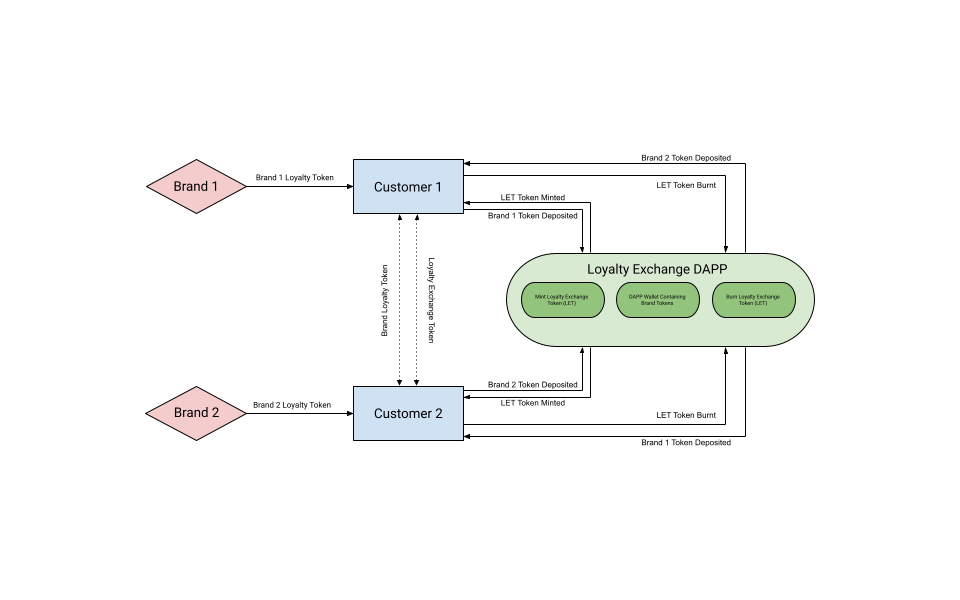 Brand 2 Token Deposited
Brand 1 Loyalty Token
Brand 1
Customer 1
LET Token Burnt
LET Token Minted
Brand 1 Token Deposited
Brand Loyalty Token
Loyalty Exchange Token
Loyalty Exchange DAPP
Mint Loyalty Exchange
Token (LET)
DAPP Wallet Containing
Brand Tokens
Burn Loyalty Exchange
Token (LET)
Brand 2 Token Deposited
LET Token Minted
Brand 2 Loyalty Token
Brand 2
Customer 2
LET Token Burnt
Brand 1 Token Deposited